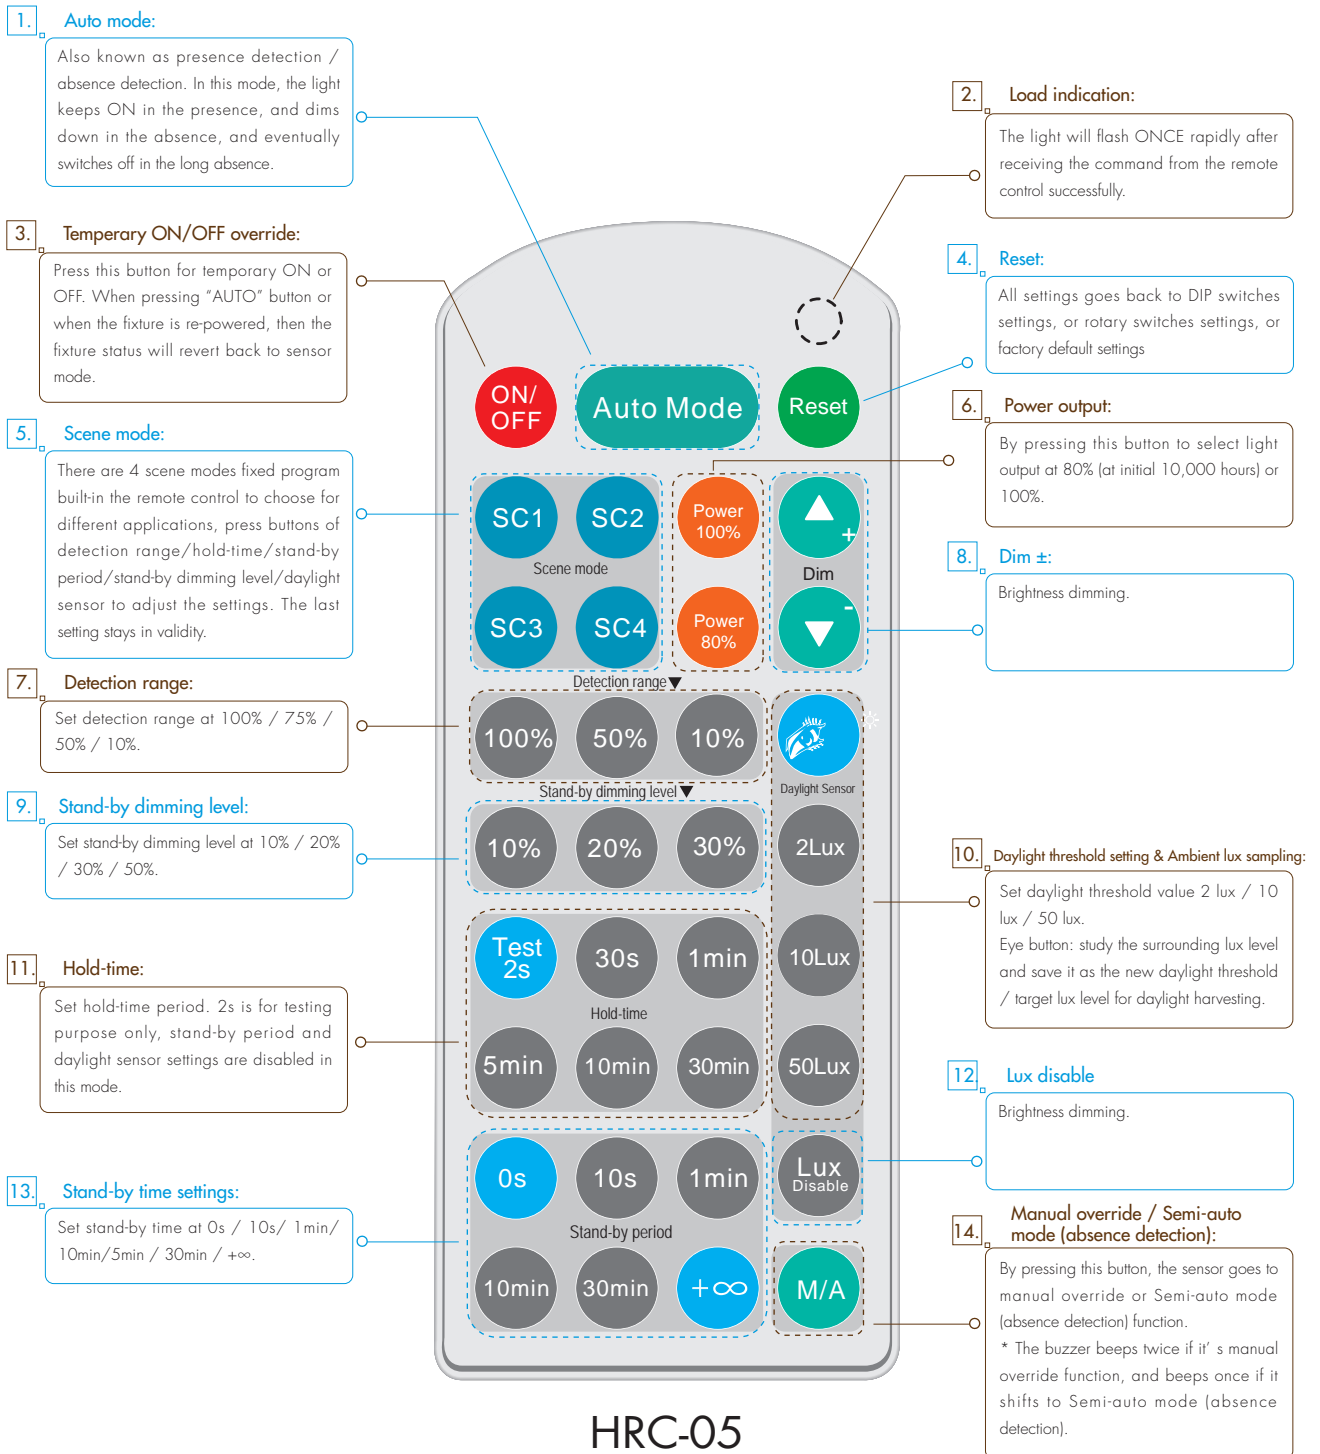 1. Auto mode:
Also known as presence detection /
absence detection. In this mode, the light
keeps ON in the presence, and dims
down in the absence, and eventually
switches off in the long absence.
2. Load indication:
The light will flash ONCE rapidly after
receiving the command from the remote
control successfully.
3. Temperary ON/OFF override:
Press this button for temporary ON or
OFF. When pressing "AUTO" button or
when the fixture is re-powered, then the
fixture status will revert back to sensor
mode.
4. Reset:
All settings goes back to DIP switches
settings, or rotary switches settings, or
factory default settings
5. Scene mode:
There are 4 scene modes fixed program
built-in the remote control to choose for
different applications, press buttons of
detection range/hold-time/stand-by
period/stand-by dimming level/daylight
sensor to adjust the settings. The last
setting stays in validity.
6. Power output:
By pressing this button to select light
output at 80% (at initial 10,000 hours) or
100%.
7. Detection range:
Set detection range at 100% / 75% /
50% / 10%.
8. Dim ±:
Brightness dimming.
9. Stand-by dimming level:
Set stand-by dimming level at 10% / 20%
/ 30% / 50%.
10. Daylight threshold setting & Ambient lux sampling:
Set daylight threshold value 2 lux / 10
lux / 50 lux.
Eye button: study the surrounding lux level
and save it as the new daylight threshold
/ target lux level for daylight harvesting.
11. Hold-time:
Set hold-time period. 2s is for testing
purpose only, stand-by period and
daylight sensor settings are disabled in
this mode.
12. Lux disable
Brightness dimming.
13. Stand-by time settings:
Set stand-by time at 0s / 10s/ 1min/
10min/5min / 30min / +∞.
14. Manual override / Semi-auto
mode (absence detection):
By pressing this button, the sensor goes to
manual override or Semi-auto mode
(absence detection) function.
* The buzzer beeps twice if it' s manual
override function, and beeps once if it
shifts to Semi-auto mode (absence
detection).
ON/
OFF
Auto Mode
Reset
SC1
SC2
Power
100%
+
Scene mode
Dim
SC3
SC4
Power
80%
-
Detection range▼
100%
50%
10%
Daylight Sensor
Stand-by dimming level▼
10%
20%
30%
2Lux
Test
2s
30s
1min
10Lux
Hold-time
5min
10min
30min
50Lux
0s
10s
1min
Lux
Disable
Stand-by period
10min
30min
+∞
M/A
HRC-05